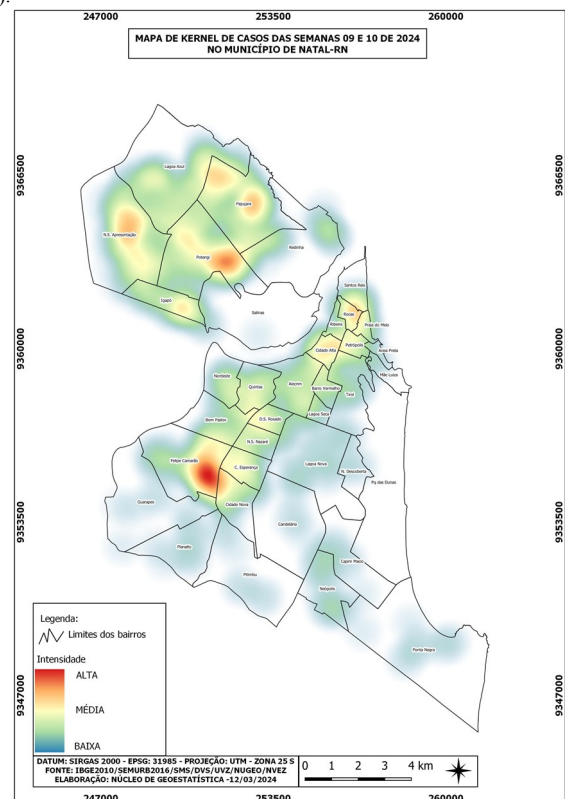 ).
247000 253500 260000
MAPA DE KERNEL DE CASOS DAS SEMANAS 09 E 10 DE 2024
NO MUNICÍPIO DE NATAL-RN
9366500
9366500
Lagoa Azul
Pajuçara
N.S. Apresentação
Redinha
Potengi
Igapó
Salinas
Santos Reis
Rocas
Ribeira
Praia do Meio
9360000
9360000
Petrópolis
Cidade Alta
Areia Preta
Mãe Luiza
Nordeste
Quintas
Alecrim
Barro Vermelho
Tirol
Lagoa Seca
Bom Pastor
D.S. Rosado
N.S. Nazaré
Felipe Camarão
C. Esperança
Lagoa Nova
N. Descoberta
Pq das Dunas
Guarapes
Cidade Nova
9353500
9353500
Candelária
Planalto
Capim Macio
Pitimbu
Neópolis
Ponta Negra
Legenda:
Limites dos bairros
Intensidade
ALTA
MÉDIA
BAIXA
9347000
9347000
DATUM: SIRGAS 2000 - EPSG: 31985 - PROJEÇÃO: UTM - ZONA 25 S
FONTE: IBGE2010/SEMURB2016/SMS/DVS/UVZ/NUGEO/NVEZ
ELABORAÇÃO: NÚCLEO DE GEOESTATÍSTICA -12/03/2024
0 1 2 3 4 km
247000 253500 260000